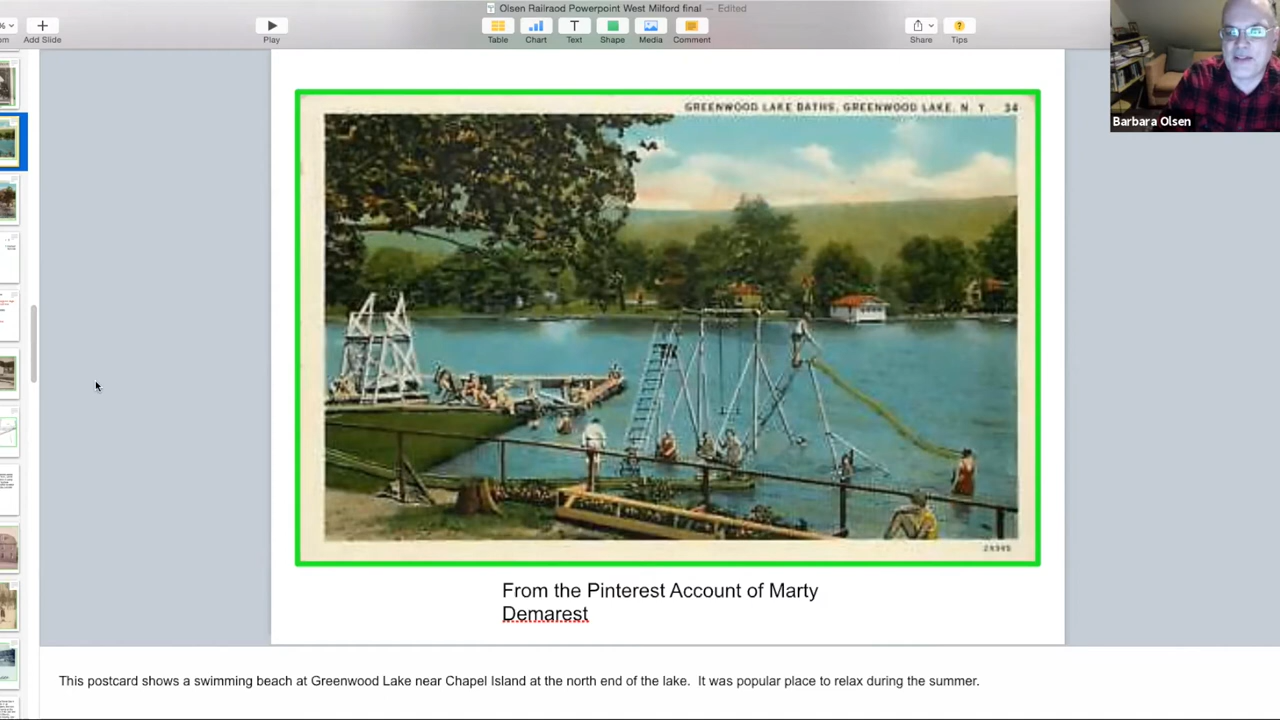 Olsen Railraod Powerpoint West Milford final — Edited
Add Slide
Play
Table
Chart
Text
Shape
Media
Comment
Share
Tips
Barbara Olsen
GREENWOOD LAKE BATHS, GREENWOOD LAKE, N. Y. 34
From the Pinterest Account of Marty
Demarest
This postcard shows a swimming beach at Greenwood Lake near Chapel Island at the north end of the lake.  It was popular place to relax during the summer.